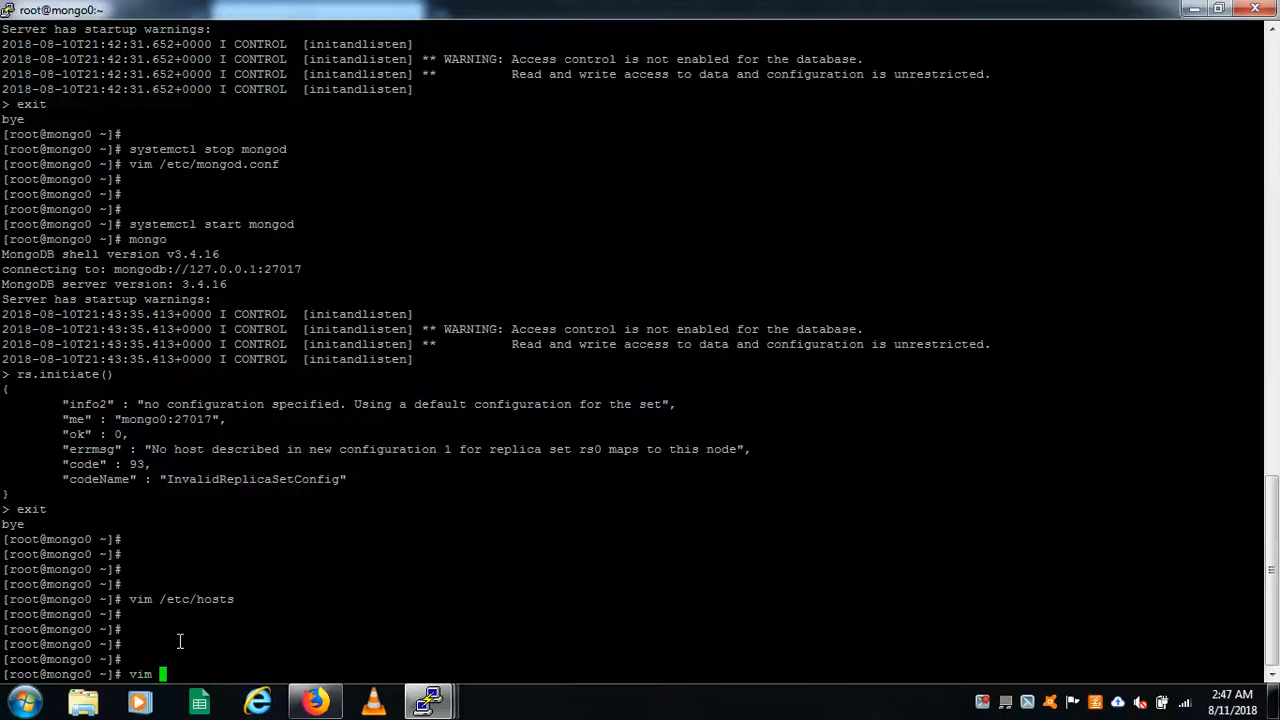 root@mongo0:~
Server has startup warnings:
2018-08-10T21:42:31.652+0000 I CONTROL  [initandlisten]
2018-08-10T21:42:31.652+0000 I CONTROL  [initandlisten] ** WARNING: Access control is not enabled for the database.
2018-08-10T21:42:31.652+0000 I CONTROL  [initandlisten] **          Read and write access to data and configuration is unrestricted.
2018-08-10T21:42:31.652+0000 I CONTROL  [initandlisten]
> exit
bye
[root@mongo0 ~]#
[root@mongo0 ~]# systemctl stop mongod
[root@mongo0 ~]# vim /etc/mongod.conf
[root@mongo0 ~]#
[root@mongo0 ~]#
[root@mongo0 ~]#
[root@mongo0 ~]# systemctl start mongod
[root@mongo0 ~]# mongo
MongoDB shell version v3.4.16
connecting to: mongodb://127.0.0.1:27017
MongoDB server version: 3.4.16
Server has startup warnings:
2018-08-10T21:43:35.413+0000 I CONTROL  [initandlisten]
2018-08-10T21:43:35.413+0000 I CONTROL  [initandlisten] ** WARNING: Access control is not enabled for the database.
2018-08-10T21:43:35.413+0000 I CONTROL  [initandlisten] **          Read and write access to data and configuration is unrestricted.
2018-08-10T21:43:35.413+0000 I CONTROL  [initandlisten]
> rs.initiate()
{
        "info2" : "no configuration specified. Using a default configuration for the set",
        "me" : "mongo0:27017",
        "ok" : 0,
        "errmsg" : "No host described in new configuration 1 for replica set rs0 maps to this node",
        "code" : 93,
        "codeName" : "InvalidReplicaSetConfig"
}
> exit
bye
[root@mongo0 ~]#
[root@mongo0 ~]#
[root@mongo0 ~]#
[root@mongo0 ~]#
[root@mongo0 ~]# vim /etc/hosts
[root@mongo0 ~]#
[root@mongo0 ~]#
[root@mongo0 ~]#
[root@mongo0 ~]#
[root@mongo0 ~]# vim
2:47 AM
8/11/2018